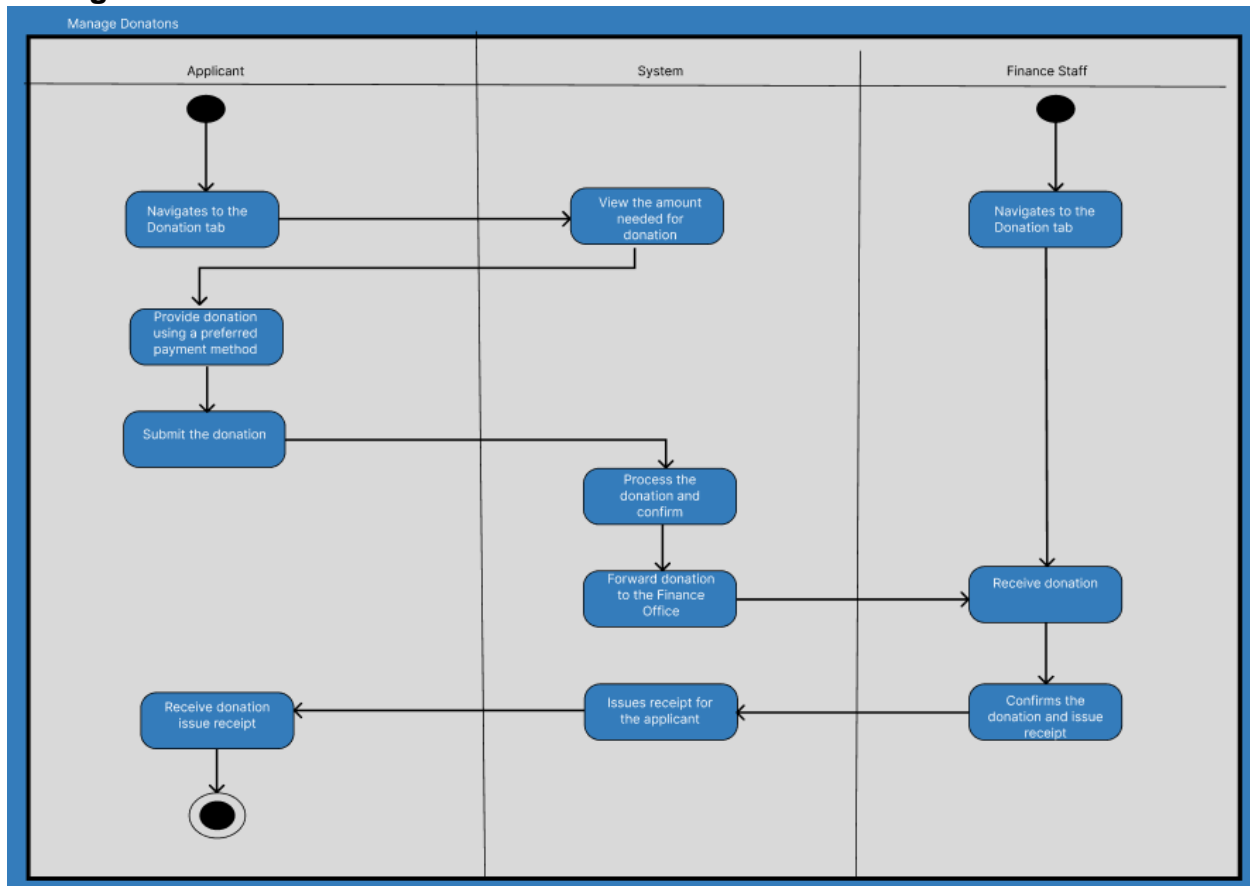 Manage Donatons
Applicant
System
Finance Staff
Navigates to the
Donation tab
View the amount
needed for
donation
Navigates to the
Donation tab
Provide donation
using a preferred
payment method
Submit the donation
Process the
donation and
confirm
Forward donation
to the Finance
Office
Receive donation
Receive donation
issue receipt
Issues receipt for
the applicant
Confirms the
donation and issue
receipt